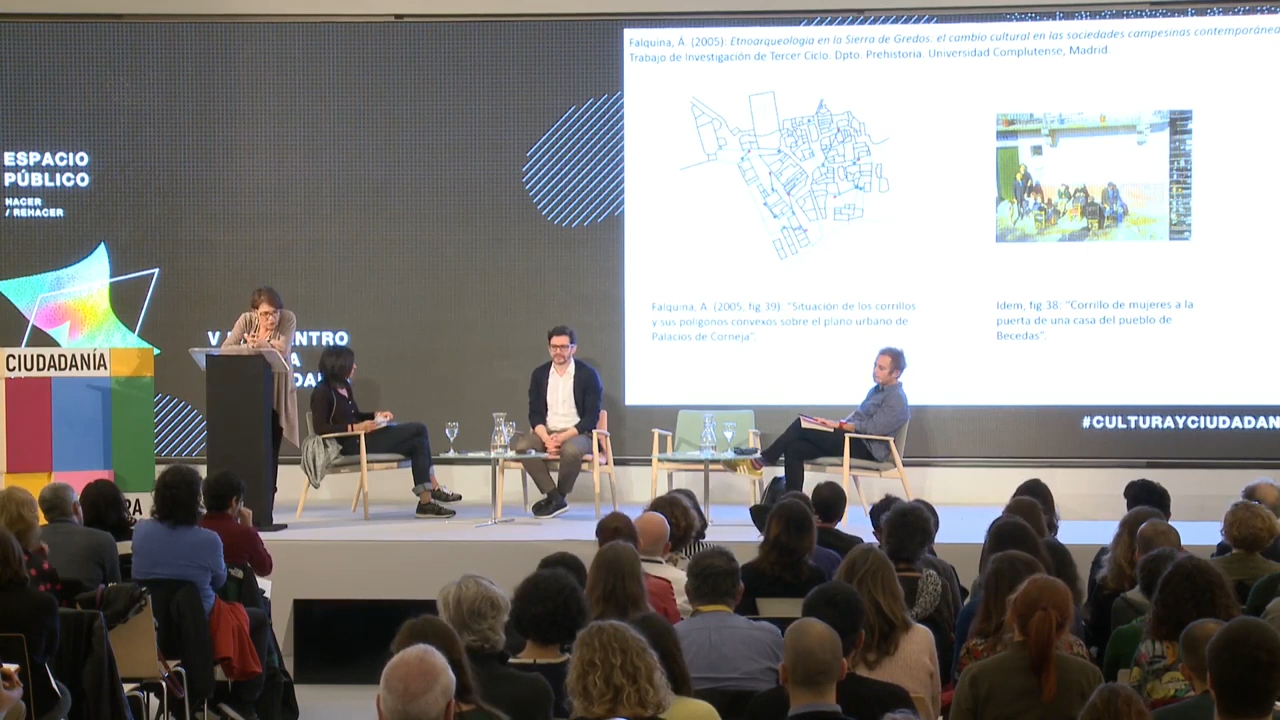 Falquina, Á. (2005): Etnoarqueología en la Sierra de Gredos: el cambio cultural en las sociedades campesinas contemporánea
Trabajo de Investigación de Tercer Ciclo. Dpto. Prehistoria. Universidad Complutense, Madrid.
ESPACIO
PÚBLICO
HACER
/ REHACER
Falquina, A. (2005, fig 39): "Situación de los corrillos
y sus polígonos convexos sobre el plano urbano de
Palacios de Corneja".
Idem, fig 38: "Corrillo de mujeres a la
puerta de una casa del pueblo de
Becedas".
CIUDADANÍA
#CULTURAYCIUDADAN